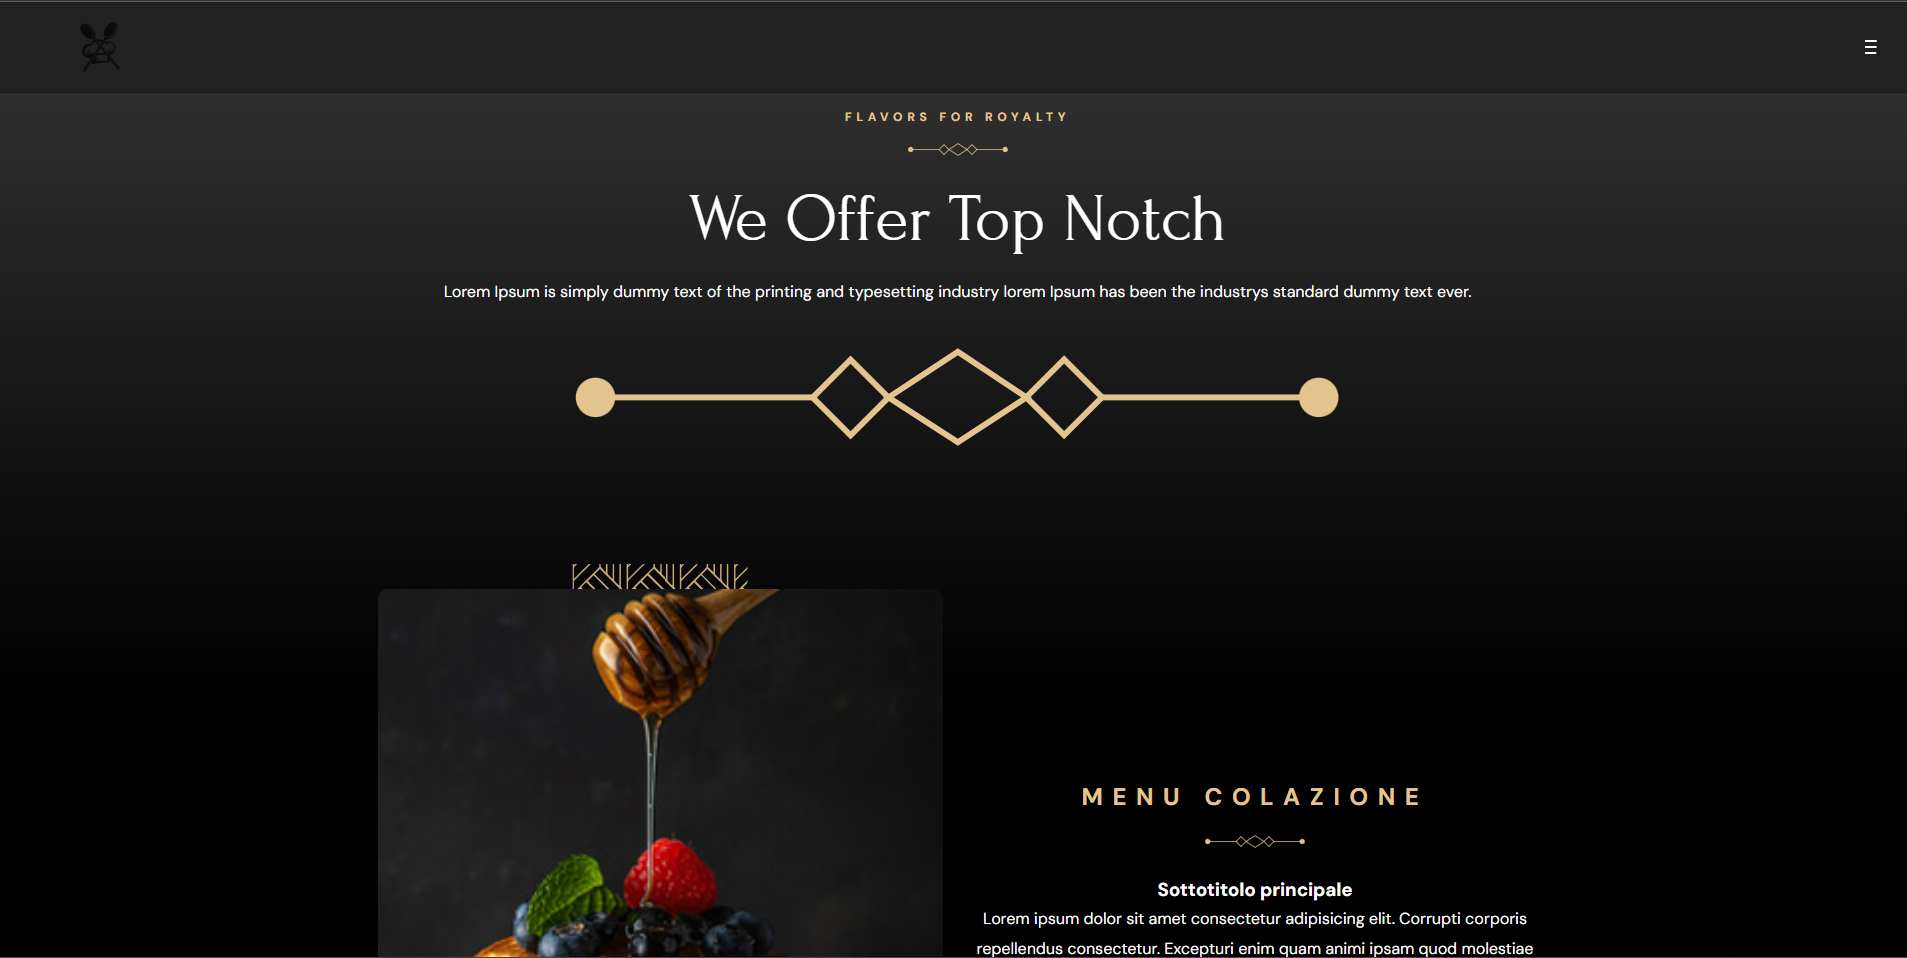 FLAVORS FOR ROYALTY
We Offer Top Notch
Lorem Ipsum is simply dummy text of the printing and typesetting industry lorem Ipsum has been the industrys standard dummy text ever.
MENU COLAZIONE
Sottotitolo principale
Lorem ipsum dolor sit amet consectetur adipisicing elit. Corrupti corporis
repellendus consectetur. Excepturi enim quam animi ipsam quod molestiae